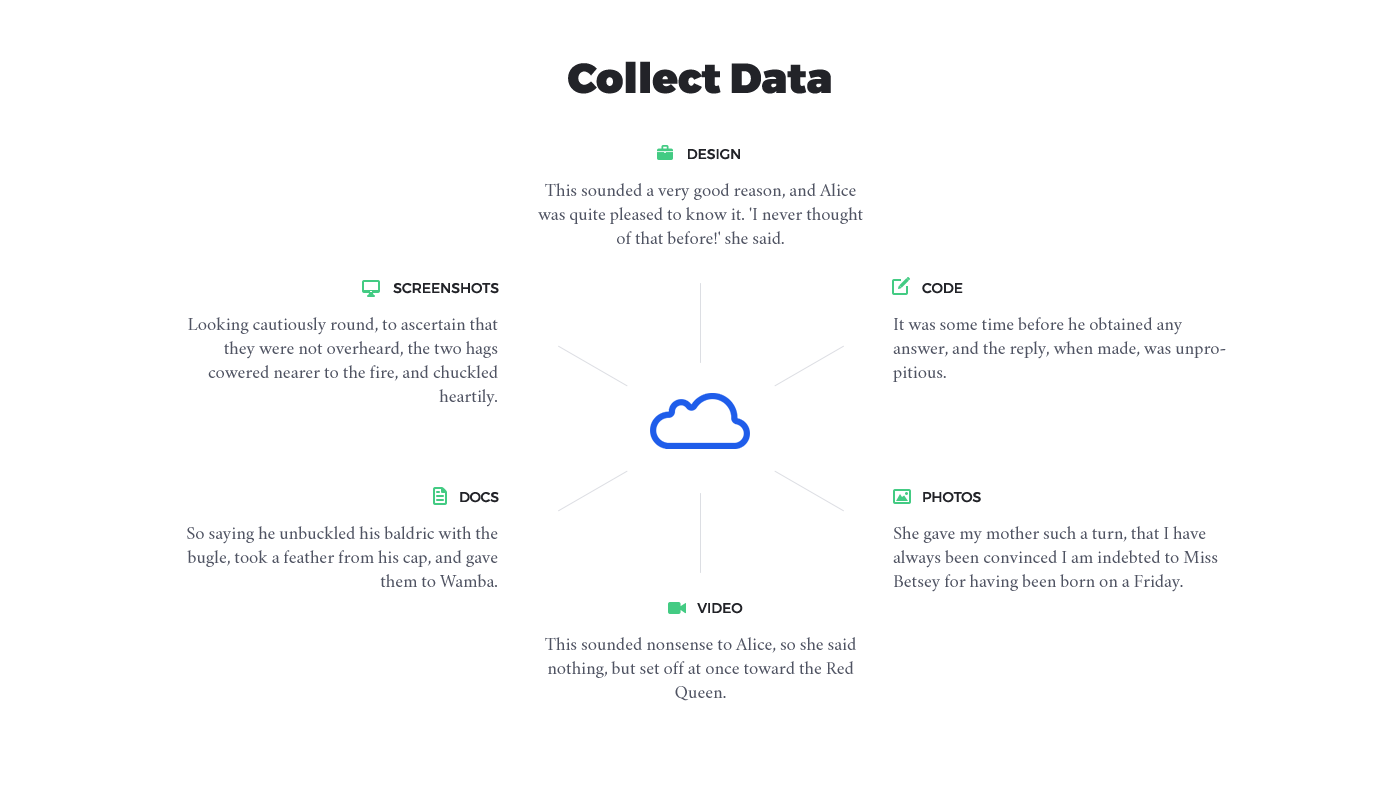 Collect Data
DESIGN
This sounded a very good reason, and Alice
was quite pleased to know it. 'I never thought
of that before!' she said.
SCREENSHOTS
Looking cautiously round, to ascertain that
they were not overheard, the two hags
cowered nearer to the fire, and chuckled
heartily.
CODE
It was some time before he obtained any
answer, and the reply, when made, was unpro-
pitious.
DOCS
So saying he unbuckled his baldric with the
bugle, took a feather from his cap, and gave
them to Wamba.
PHOTOS
She gave my mother such a turn, that I have
always been convinced I am indebted to Miss
Betsey for having been born on a Friday.
VIDEO
This sounded nonsense to Alice, so she said
nothing, but set off at once toward the Red
Queen.